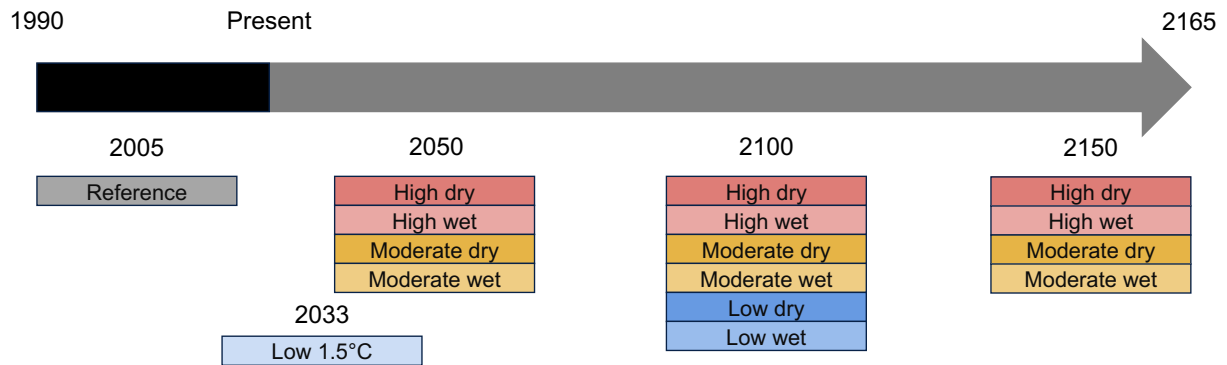 1990 Present 2165
2005 2050 2100 2150
Reference High dry High dry High dry
High wet High wet High wet
Moderate dry Moderate dry Moderate dry
Moderate wet Moderate wet Moderate wet
2033 Low dry
Low 1.5°C Low wet